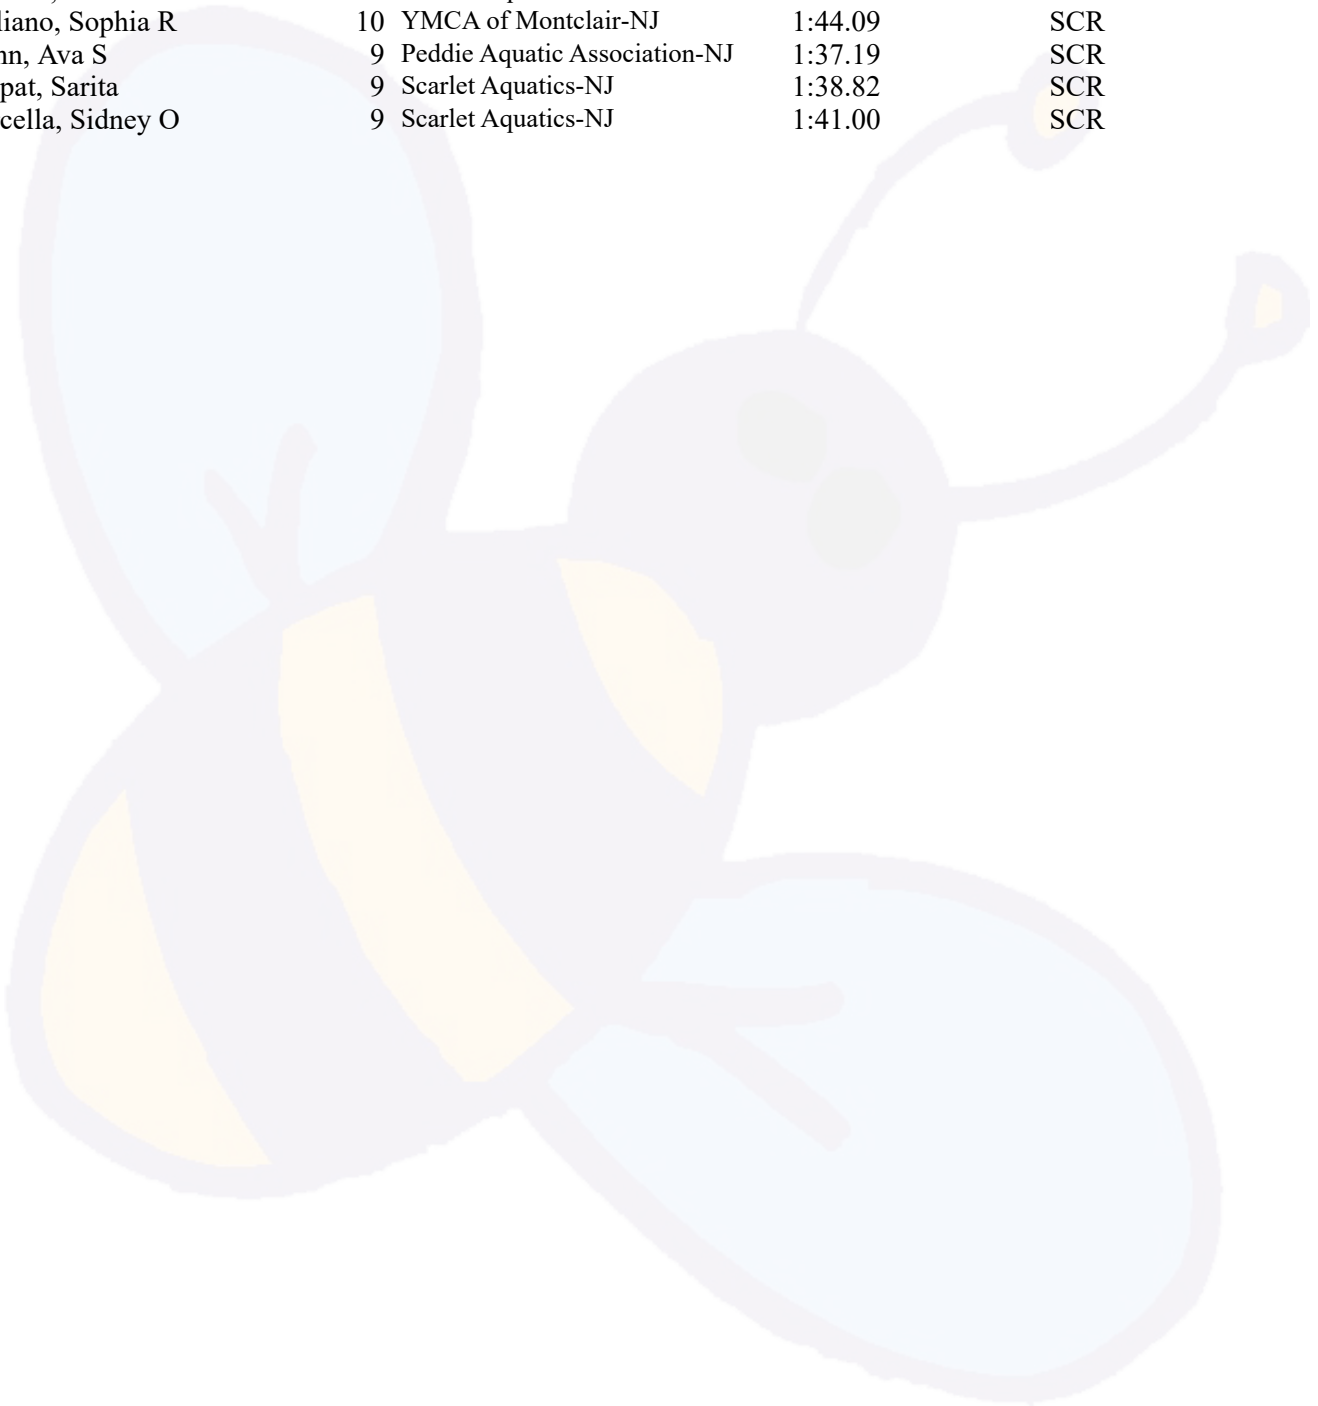 liano, Sophia R 10 YMCA of Montclair-NJ 1:44.09 SCR
nn, Ava S 9 Peddie Aquatic Association-NJ 1:37.19 SCR
pat, Sarita 9 Scarlet Aquatics-NJ 1:38.82 SCR
cella, Sidney O 9 Scarlet Aquatics-NJ 1:41.00 SCR